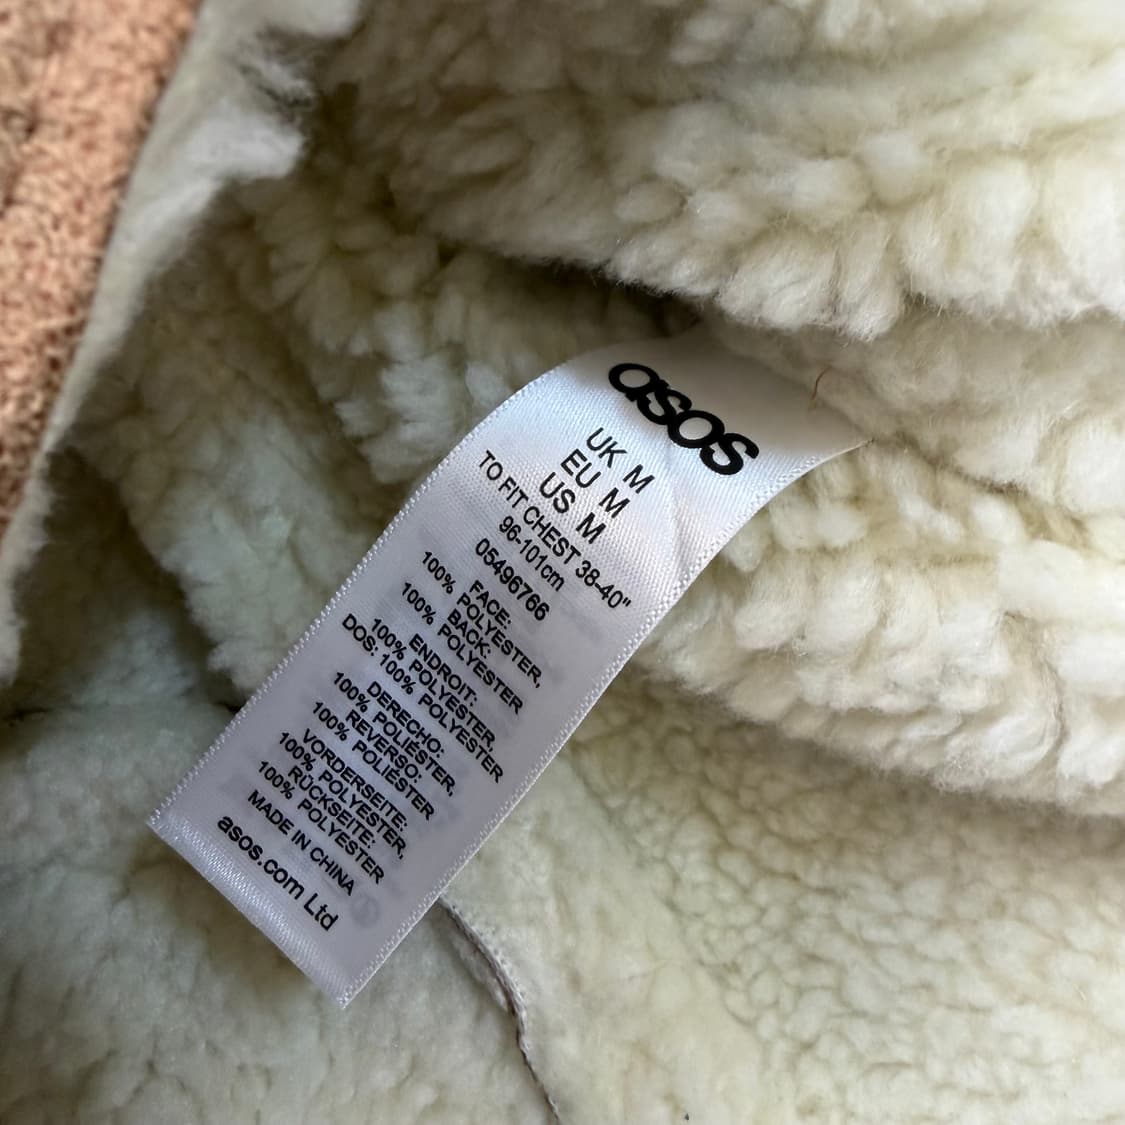 asos
UK M
EU M
US M
TO FIT CHEST 38-40"
96-101cm
05496766
FACE:
100% POLYESTER,
BACK:
100% POLYESTER
ENDROIT:
100% POLYESTER,
DOS: 100% POLYESTER
DERECHO:
100% POLIÉSTER,
REVERSO:
100% POLIÉSTER
VORDERSEITE:
100% POLYESTER,
RÜCKSEITE:
100% POLYESTER
MADE IN CHINA
asos.com Ltd